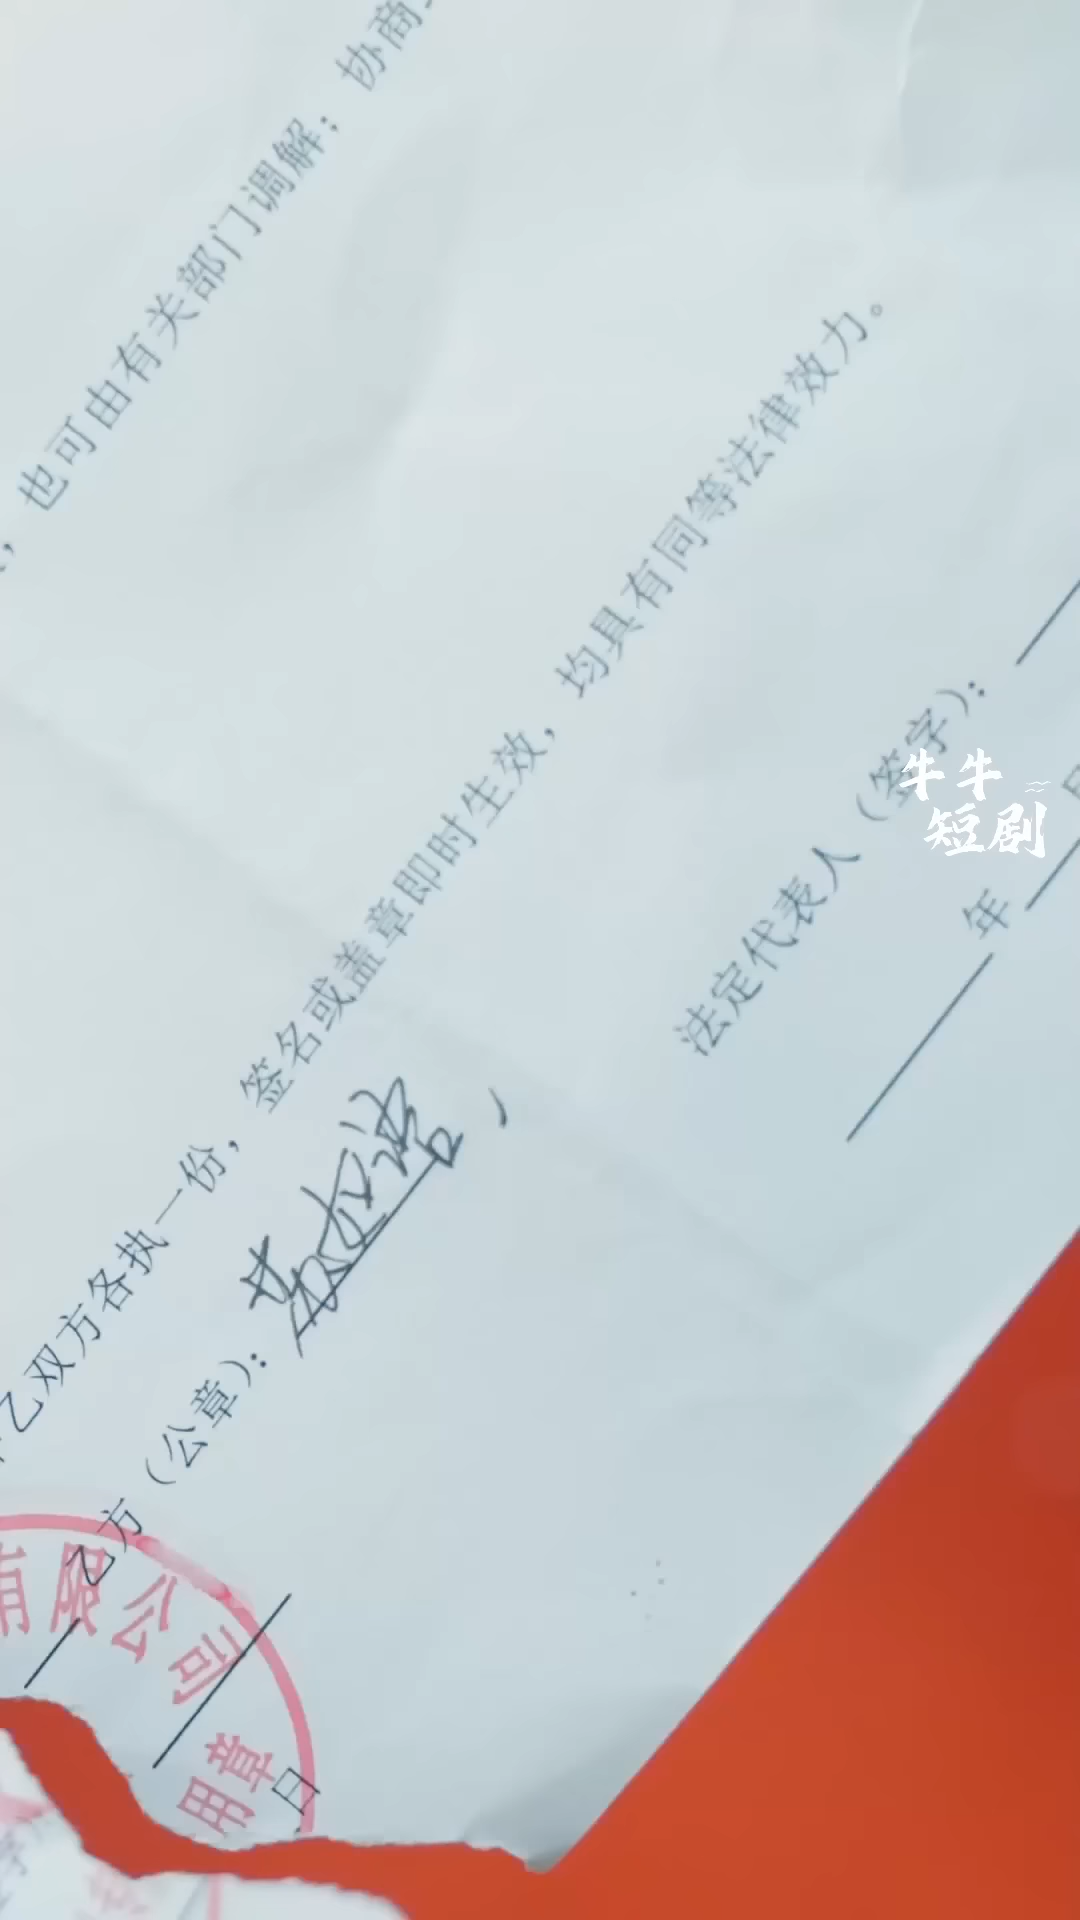 ，也可由有关部门调解；协商
乙双方各执一份，签名或盖章即时生效，均具有同等法律效力。
乙方（公章）：
法定代表人（签字）：
年
日
有限公司
用章
牛牛
短剧